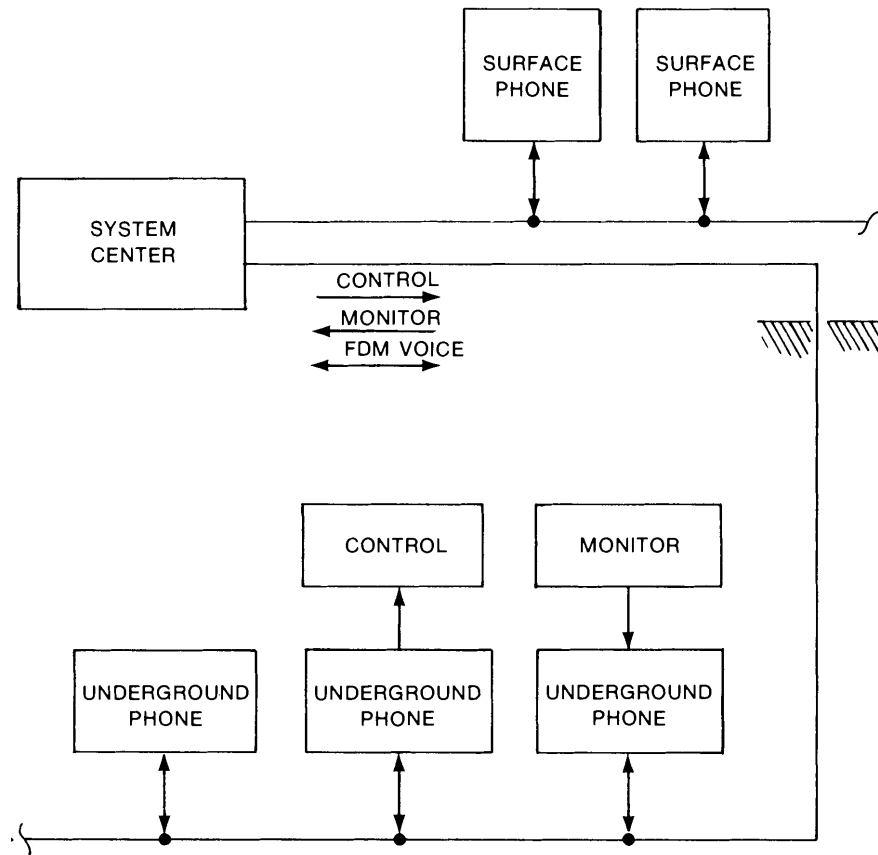 SURFACE
PHONE
SURFACE
PHONE
SYSTEM
CENTER
CONTROL
MONITOR
FDM VOICE
CONTROL
MONITOR
UNDERGROUND
PHONE
UNDERGROUND
PHONE
UNDERGROUND
PHONE